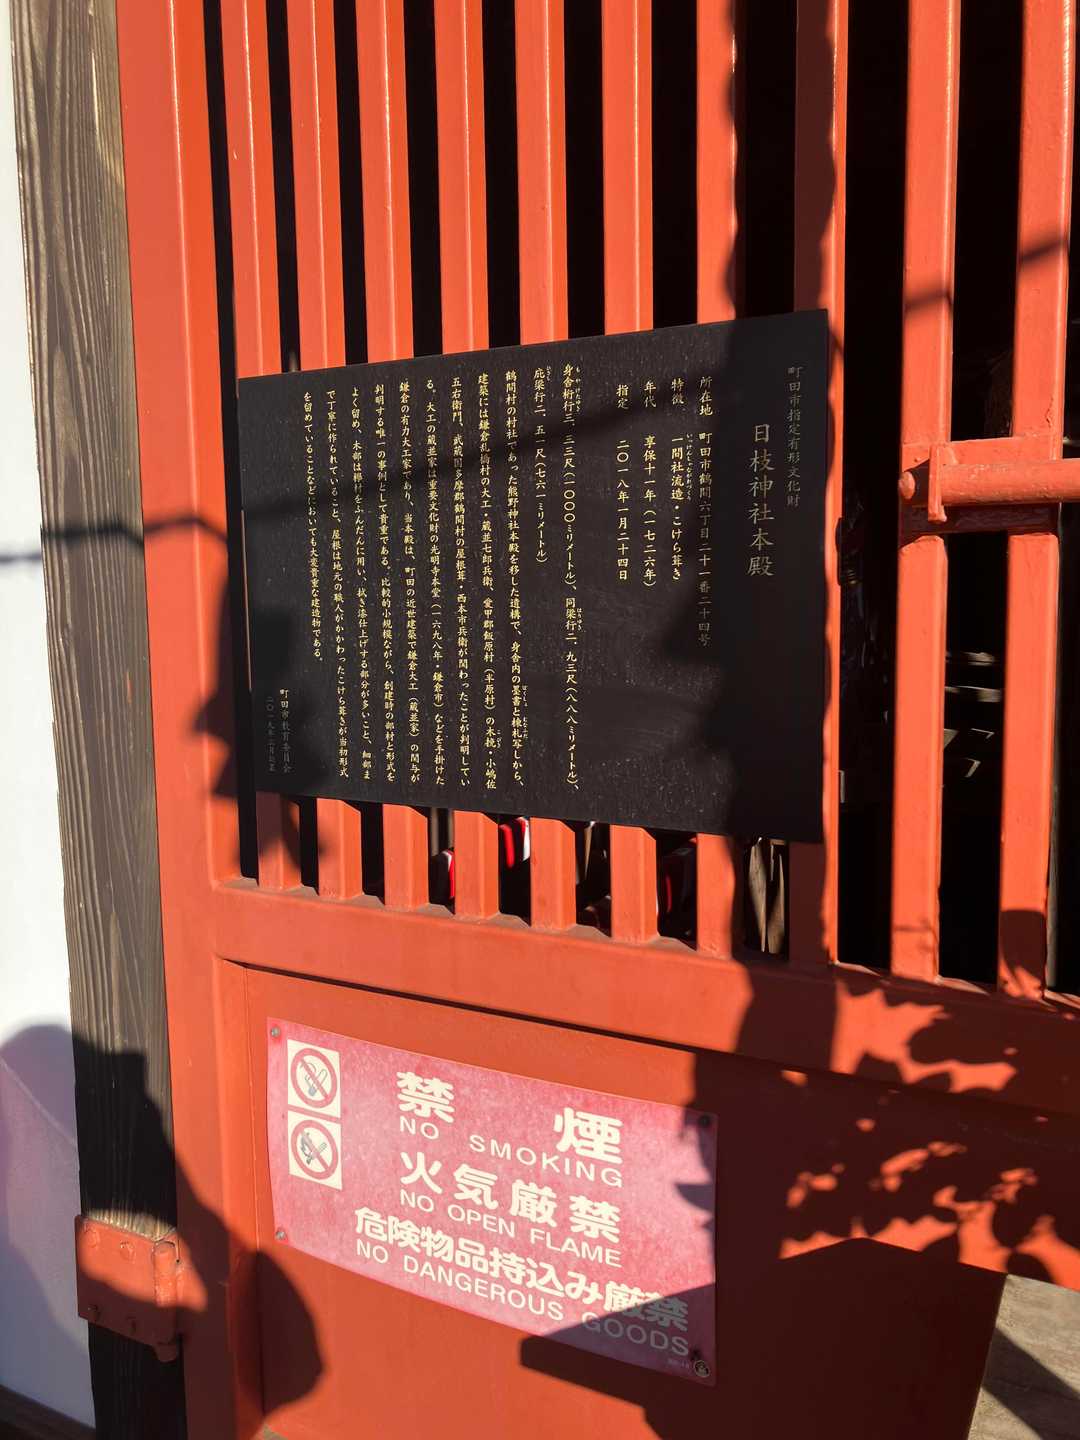 町田市指定有形文化財
日枝神社本殿
所在地 町田市鶴間六丁目二十一番二十四号
特徴 一間社流造・こけら葺き
年代 享保十一年(一七二六年)
指定 二〇一八年一月二十四日
身舎桁行三、三三尺(一〇〇〇ミリメートル)、同梁行二、九三尺(八八八ミリメートル)、
庇梁行二、五一尺(七六一ミリメートル)
鶴間村の村社であった熊野神社本殿を移した遺構で、身舎内の墨書と棟札写しから、
建築には鎌倉乱橋村の大工・蔵並七郎兵衛、愛甲郡飯原村(半原村)の木挽・小嶋佐
五右衛門、武蔵国多摩郡鶴間村の屋根葺・西本市兵衛が関わったことが判明してい
る。大工の蔵並家は重要文化財の光明寺本堂(一六九八年・鎌倉市)などを手掛けた
鎌倉の有力大工家であり、当本殿は、町田の近世建築で鎌倉大工(蔵並家)の関与が
判明する唯一の事例として貴重である。比較的小規模ながら、創建時の部材と形式を
よく留め、木部は欅材をふんだんに用い、拭き漆仕上げする部分が多いこと、細部ま
で丁寧に作られていること、屋根は地元の職人がかかわったこけら葺きが当初形式
を留めていることなどにおいても大変貴重な建造物である。
町田市教育委員会
禁煙
NO SMOKING
火気厳禁
NO OPEN FLAME
危険物品持込み厳禁
NO DANGEROUS GOODS